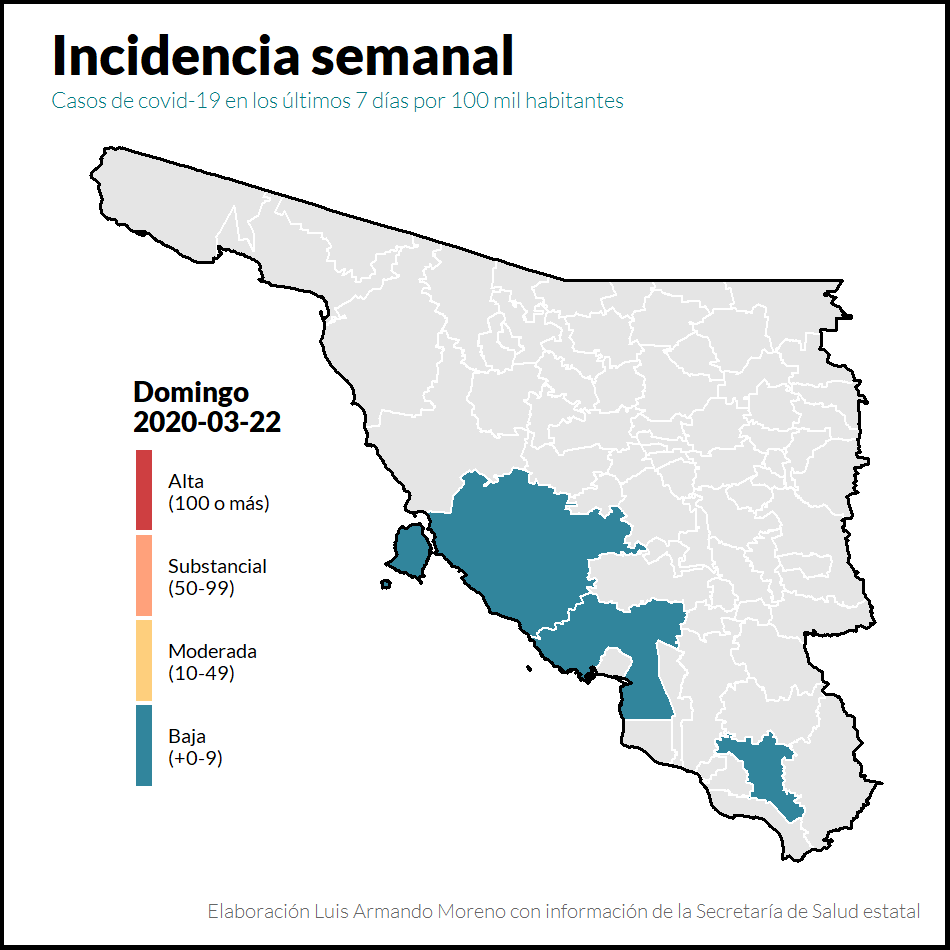 Incidencia semanal
Casos de covid-19 en los últimos 7 días por 100 mil habitantes
Domingo
2020-03-22
Alta
(100 o más)
Substancial
(50-99)
Moderada
(10-49)
Baja
(+0-9)
Elaboración Luis Armando Moreno con información de la Secretaría de Salud estatal